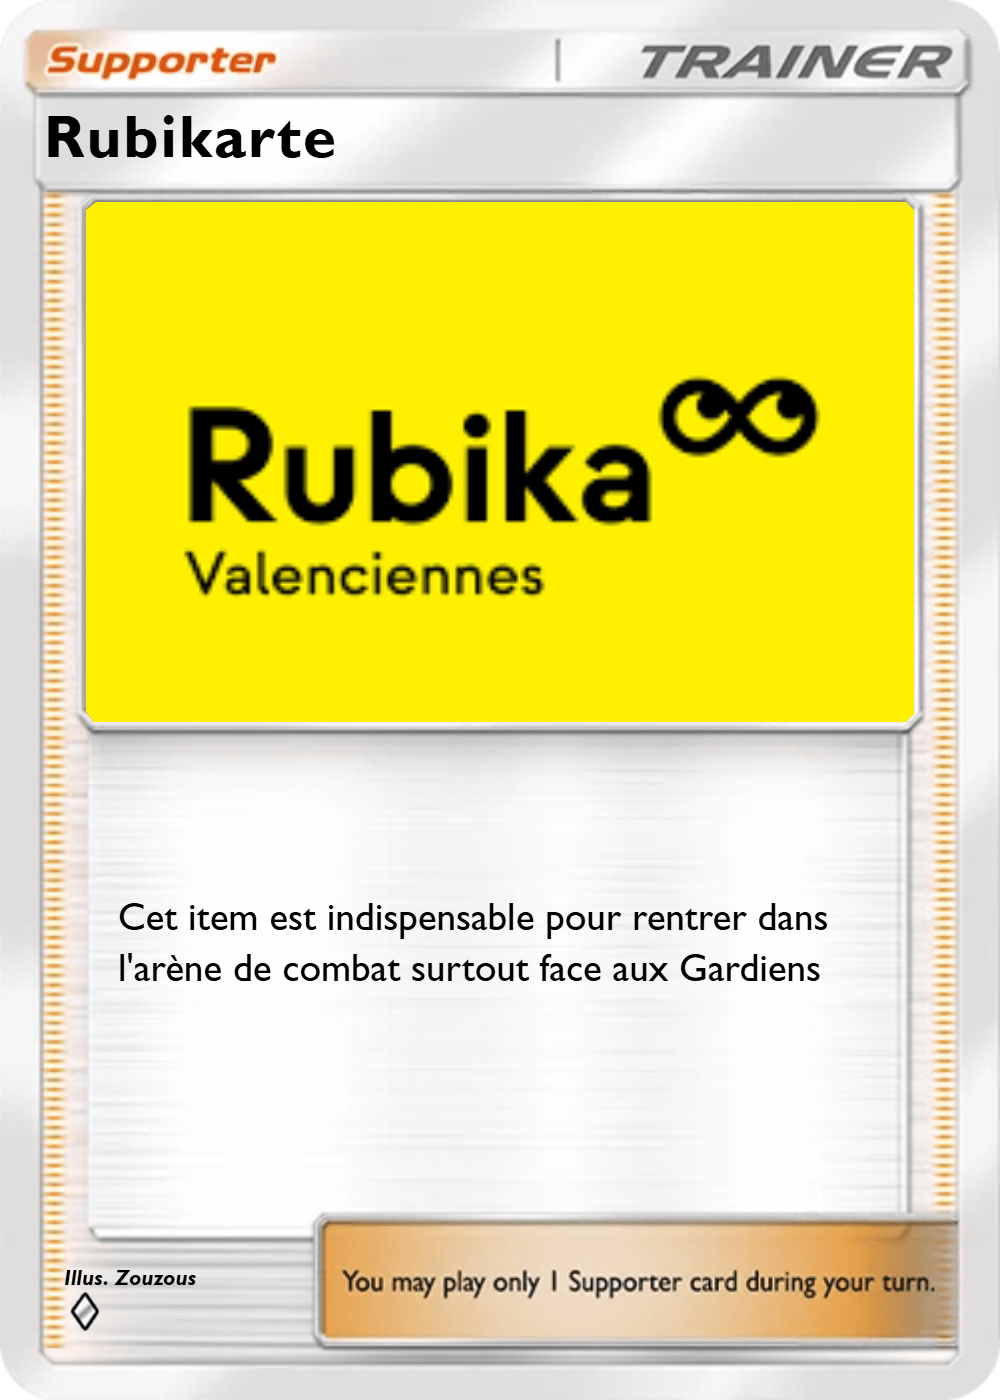 Supporter | TRAINER
Rubikarte
Rubika
Valenciennes
Cet item est indispensable pour rentrer dans
l'arène de combat surtout face aux Gardiens
Illus. Zouzous
You may play only 1 Supporter card during your turn.